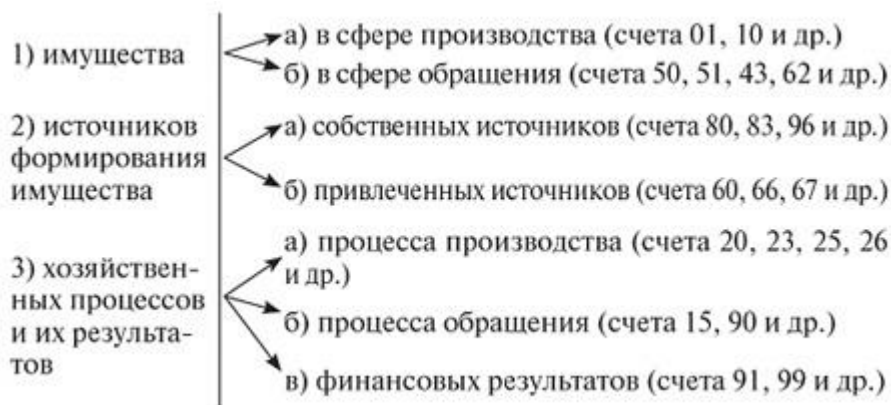 1) имущества
а) в сфере производства (счета 01, 10 и др.)
б) в сфере обращения (счета 50, 51, 43, 62 и др.)
2) источников
формирования
имущества
а) собственных источников (счета 80, 83, 96 и др.)
б) привлеченных источников (счета 60, 66, 67 и др.)
3) хозяйствен-
ных процессов
и их результа-
тов
а) процесса производства (счета 20, 23, 25, 26
и др.)
б) процесса обращения (счета 15, 90 и др.)
в) финансовых результатов (счета 91, 99 и др.)